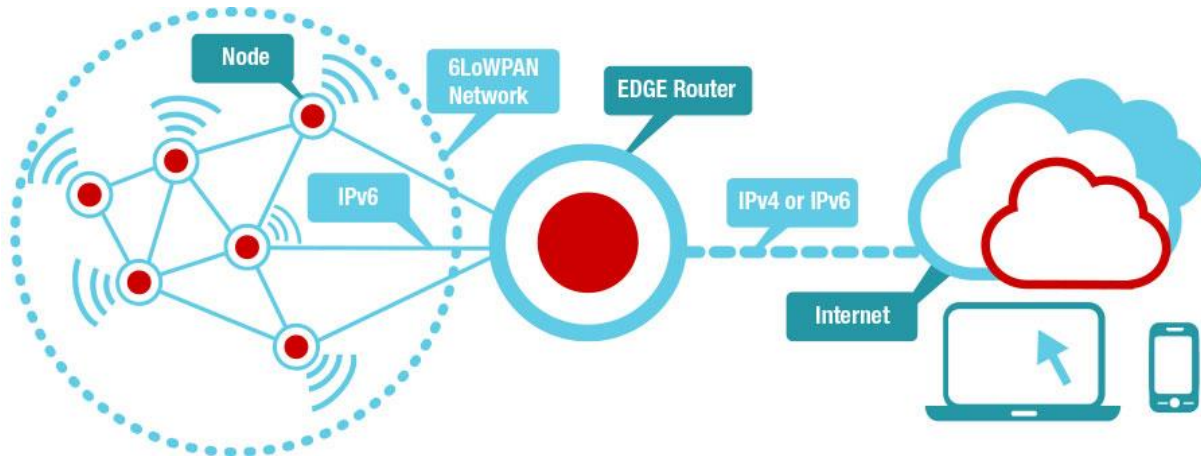 Node
6LoWPAN
Network
EDGE Router
IPv6
IPv4 or IPv6
Internet